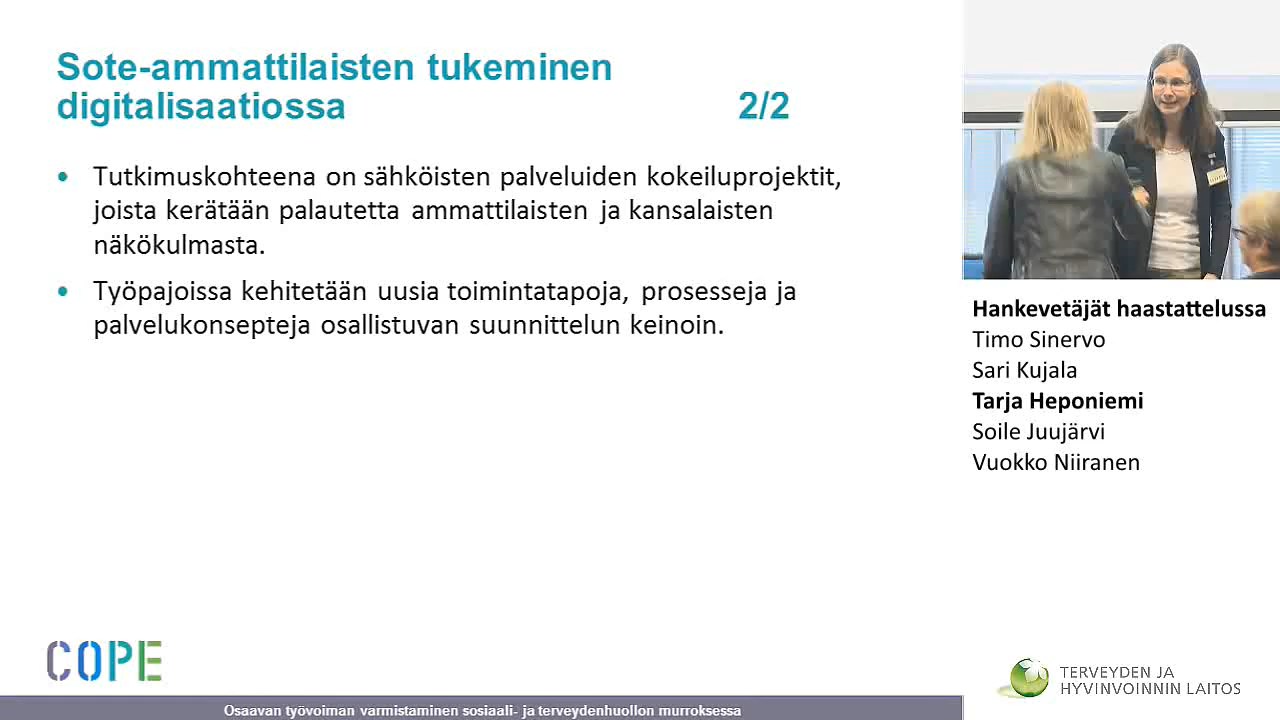 Sote-ammattilaisten tukeminen
digitalisaatiossa 2/2
• Tutkimuskohteena on sähköisten palveluiden kokeiluprojektit,
joista kerätään palautetta ammattilaisten ja kansalaisten
näkökulmasta.
• Työpajoissa kehitetään uusia toimintatapoja, prosesseja ja
palvelukonsepteja osallistuvan suunnittelun keinoin.
Hankevetäjät haastattelussa
Timo Sinervo
Sari Kujala
Tarja Heponiemi
Soile Juujärvi
Vuokko Niiranen
COPE
Osaavan työvoiman varmistaminen sosiaali- ja terveydenhuollon murroksessa
TERVEYDEN JA
HYVINVOINNIN LAITOS